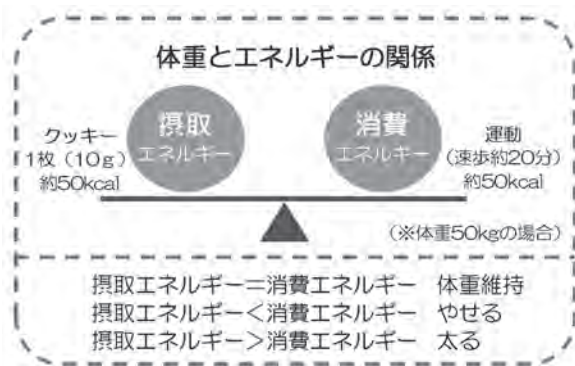 体重とエネルギーの関係
摂取
エネルギー
消費
エネルギー
クッキー
1枚（10g）
約50kcal
運動
（速歩約20分）
約50kcal
（※体重50kgの場合）
摂取エネルギー＝消費エネルギー　体重維持
摂取エネルギー＜消費エネルギー　やせる
摂取エネルギー＞消費エネルギー　太る